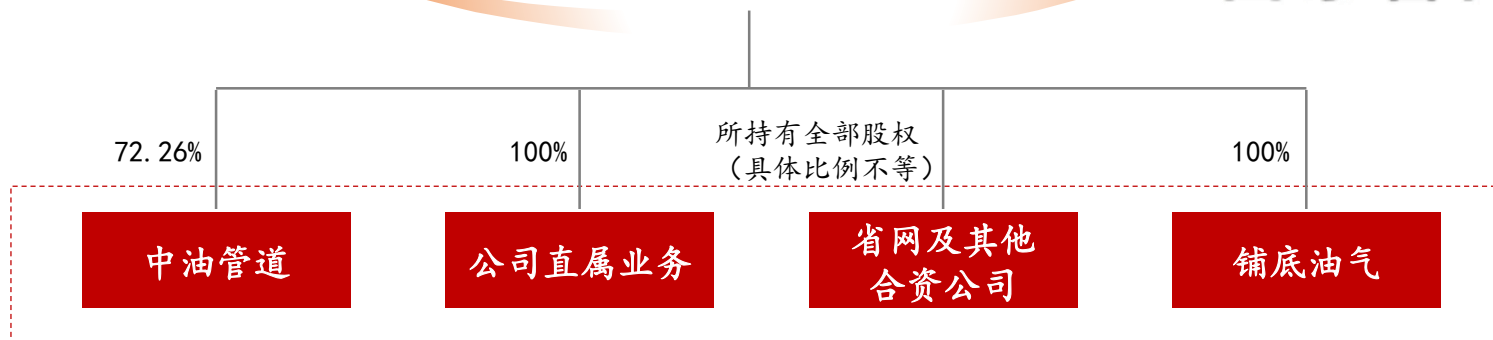 72.26%
100%
所持有全部股权
（具体比例不等）
100%
中油管道
公司直属业务
省网及其他
合资公司
铺底油气